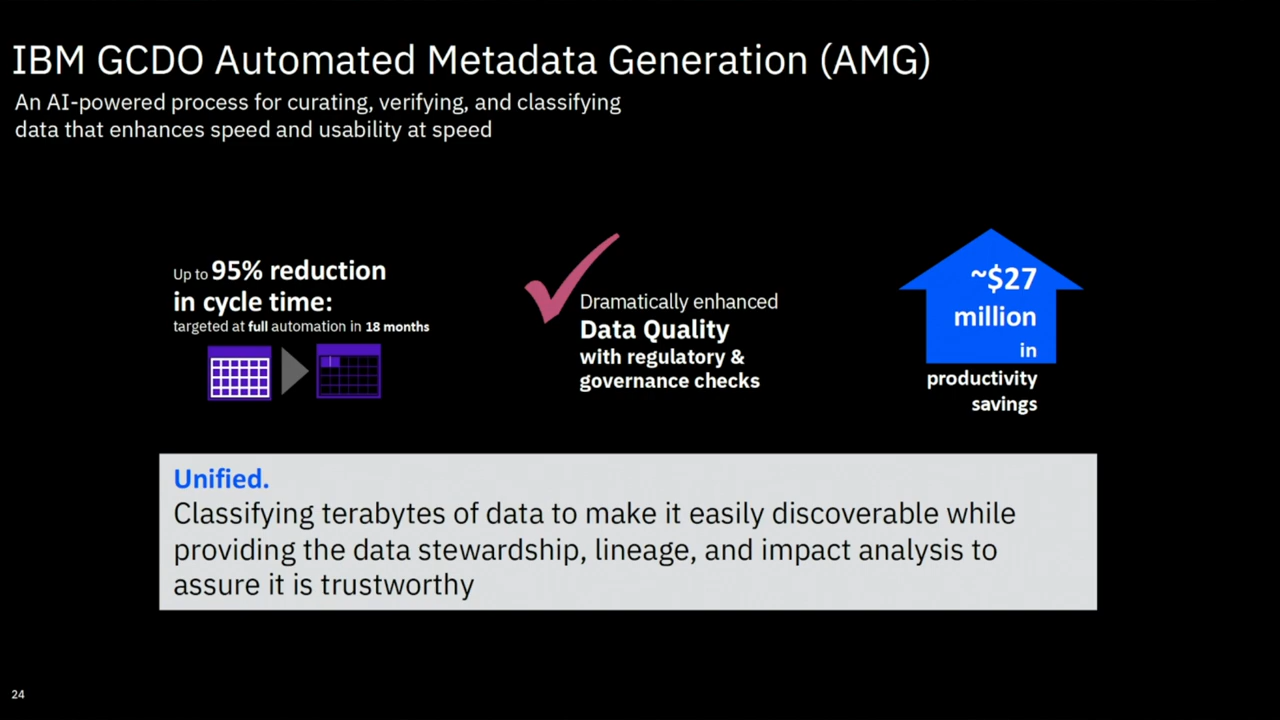 IBM GCDO Automated Metadata Generation (AMG)
An AI-powered process for curating, verifying, and classifying
data that enhances speed and usability at speed
Up to 95% reduction
in cycle time:
targeted at full automation in 18 months
Dramatically enhanced
Data Quality
with regulatory &
governance checks
~$27
million
in
productivity
savings
Unified.
Classifying terabytes of data to make it easily discoverable while
providing the data stewardship, lineage, and impact analysis to
assure it is trustworthy
24